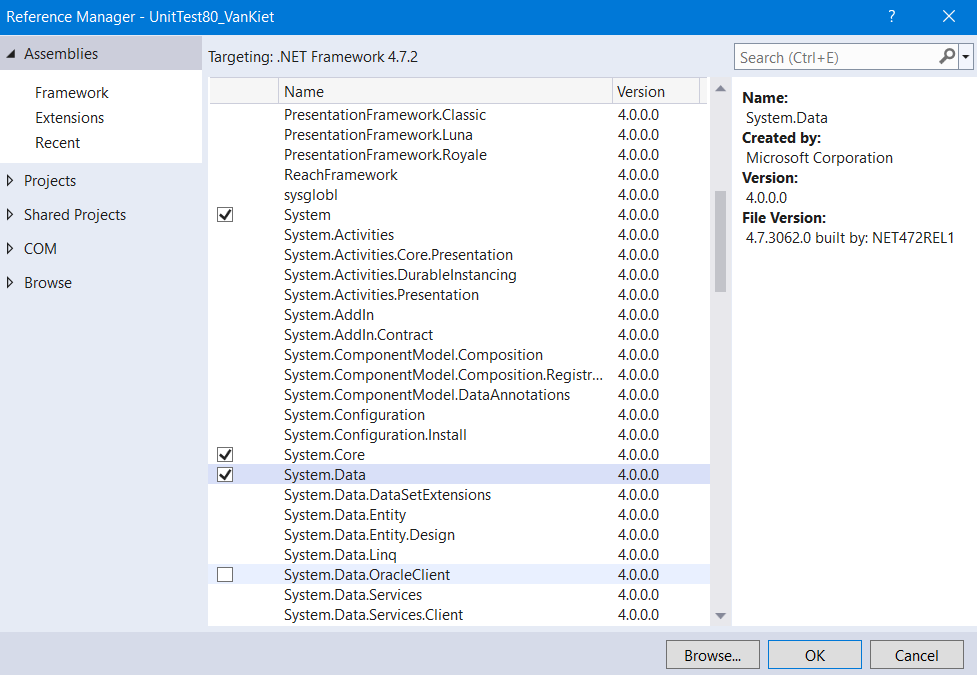 Reference Manager - UnitTest80_VanKiet
?
Assemblies
Framework
Extensions
Recent
Projects
Shared Projects
COM
Browse
Targeting: .NET Framework 4.7.2
Search (Ctrl+E)
Name Version
PresentationFramework.Classic 4.0.0.0
PresentationFramework.Luna 4.0.0.0
PresentationFramework.Royale 4.0.0.0
ReachFramework 4.0.0.0
sysglobl 4.0.0.0
System 4.0.0.0
System.Activities 4.0.0.0
System.Activities.Core.Presentation 4.0.0.0
System.Activities.DurableInstancing 4.0.0.0
System.Activities.Presentation 4.0.0.0
System.AddIn 4.0.0.0
System.AddIn.Contract 4.0.0.0
System.ComponentModel.Composition 4.0.0.0
System.ComponentModel.Composition.Registr... 4.0.0.0
System.ComponentModel.DataAnnotations 4.0.0.0
System.Configuration 4.0.0.0
System.Configuration.Install 4.0.0.0
System.Core 4.0.0.0
System.Data 4.0.0.0
System.Data.DataSetExtensions 4.0.0.0
System.Data.Entity 4.0.0.0
System.Data.Entity.Design 4.0.0.0
System.Data.Linq 4.0.0.0
System.Data.OracleClient 4.0.0.0
System.Data.Services 4.0.0.0
System.Data.Services.Client 4.0.0.0
Name:
System.Data
Created by:
Microsoft Corporation
Version:
4.0.0.0
File Version:
4.7.3062.0 built by: NET472REL1
Browse... OK Cancel